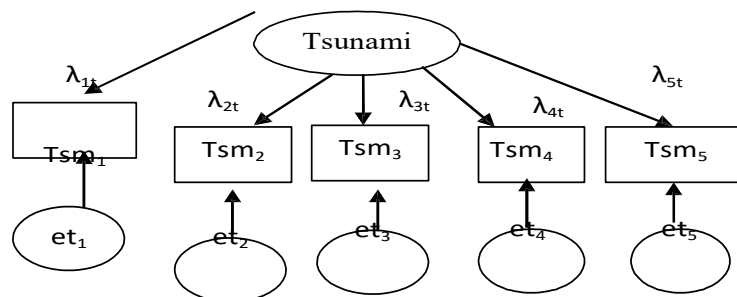 Tsunami
λ₁ₜ
λ₂ₜ
λ₃ₜ
λ₄ₜ
λ₅ₜ
Tsm₁
Tsm₂
Tsm₃
Tsm₄
Tsm₅
et₁
et₂
et₃
et₄
et₅